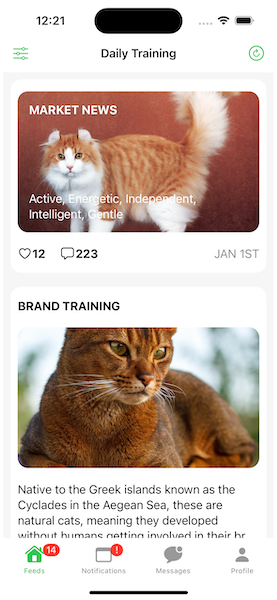 12:21
Daily Training
MARKET NEWS
Active, Energetic, Independent,
Intelligent, Gentle
12
223
JAN 1ST
BRAND TRAINING
Native to the Greek islands known as the
Cyclades in the Aegean Sea, these are
natural cats, meaning they developed
without humans getting involved in their br
14
!
Feeds
Notifications
Messages
Profile